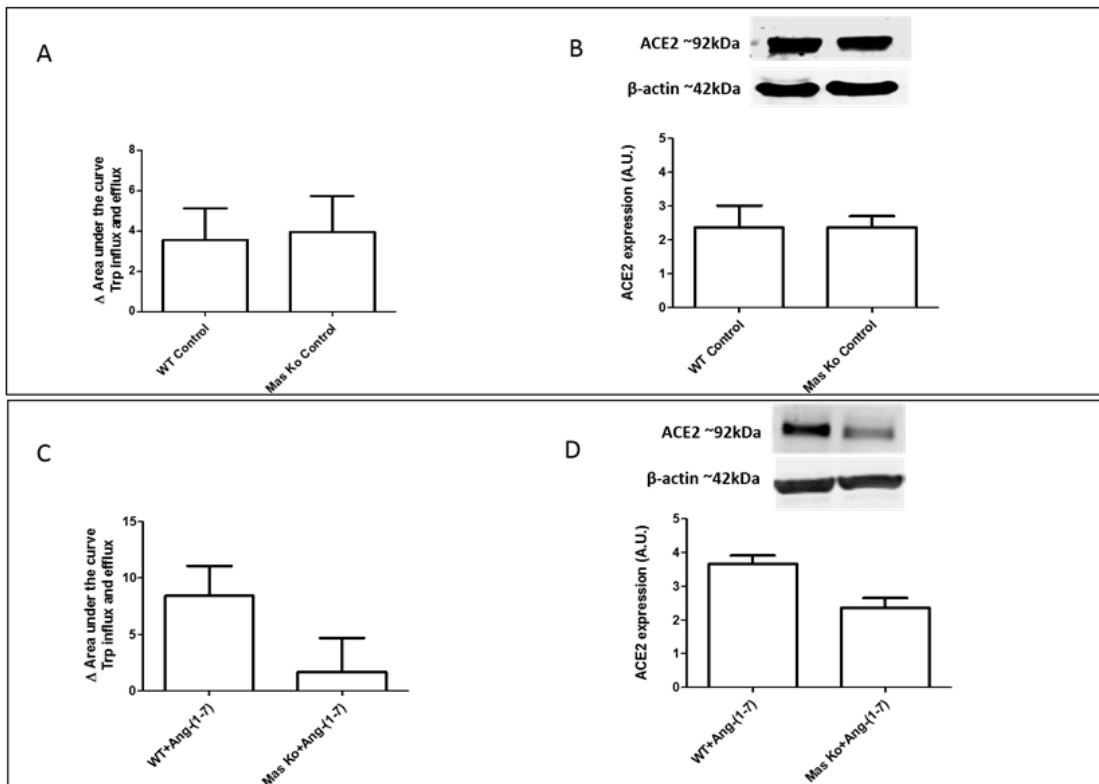 A
Δ Area under the curve
Trp influx and efflux
8
6
4
2
0
WT Control
Mas Ko Control
B
ACE2 ~92kDa
β-actin ~42kDa
ACE2 expression (A.U.)
5
4
3
2
1
0
WT Control
Mas Ko Control
C
Δ Area under the curve
Trp influx and efflux
15
10
5
0
WT+Ang-(1-7)
Mas Ko+Ang-(1-7)
D
ACE2 ~92kDa
β-actin ~42kDa
ACE2 expression (A.U.)
5
4
3
2
1
0
WT+Ang-(1-7)
Mas Ko+Ang-(1-7)